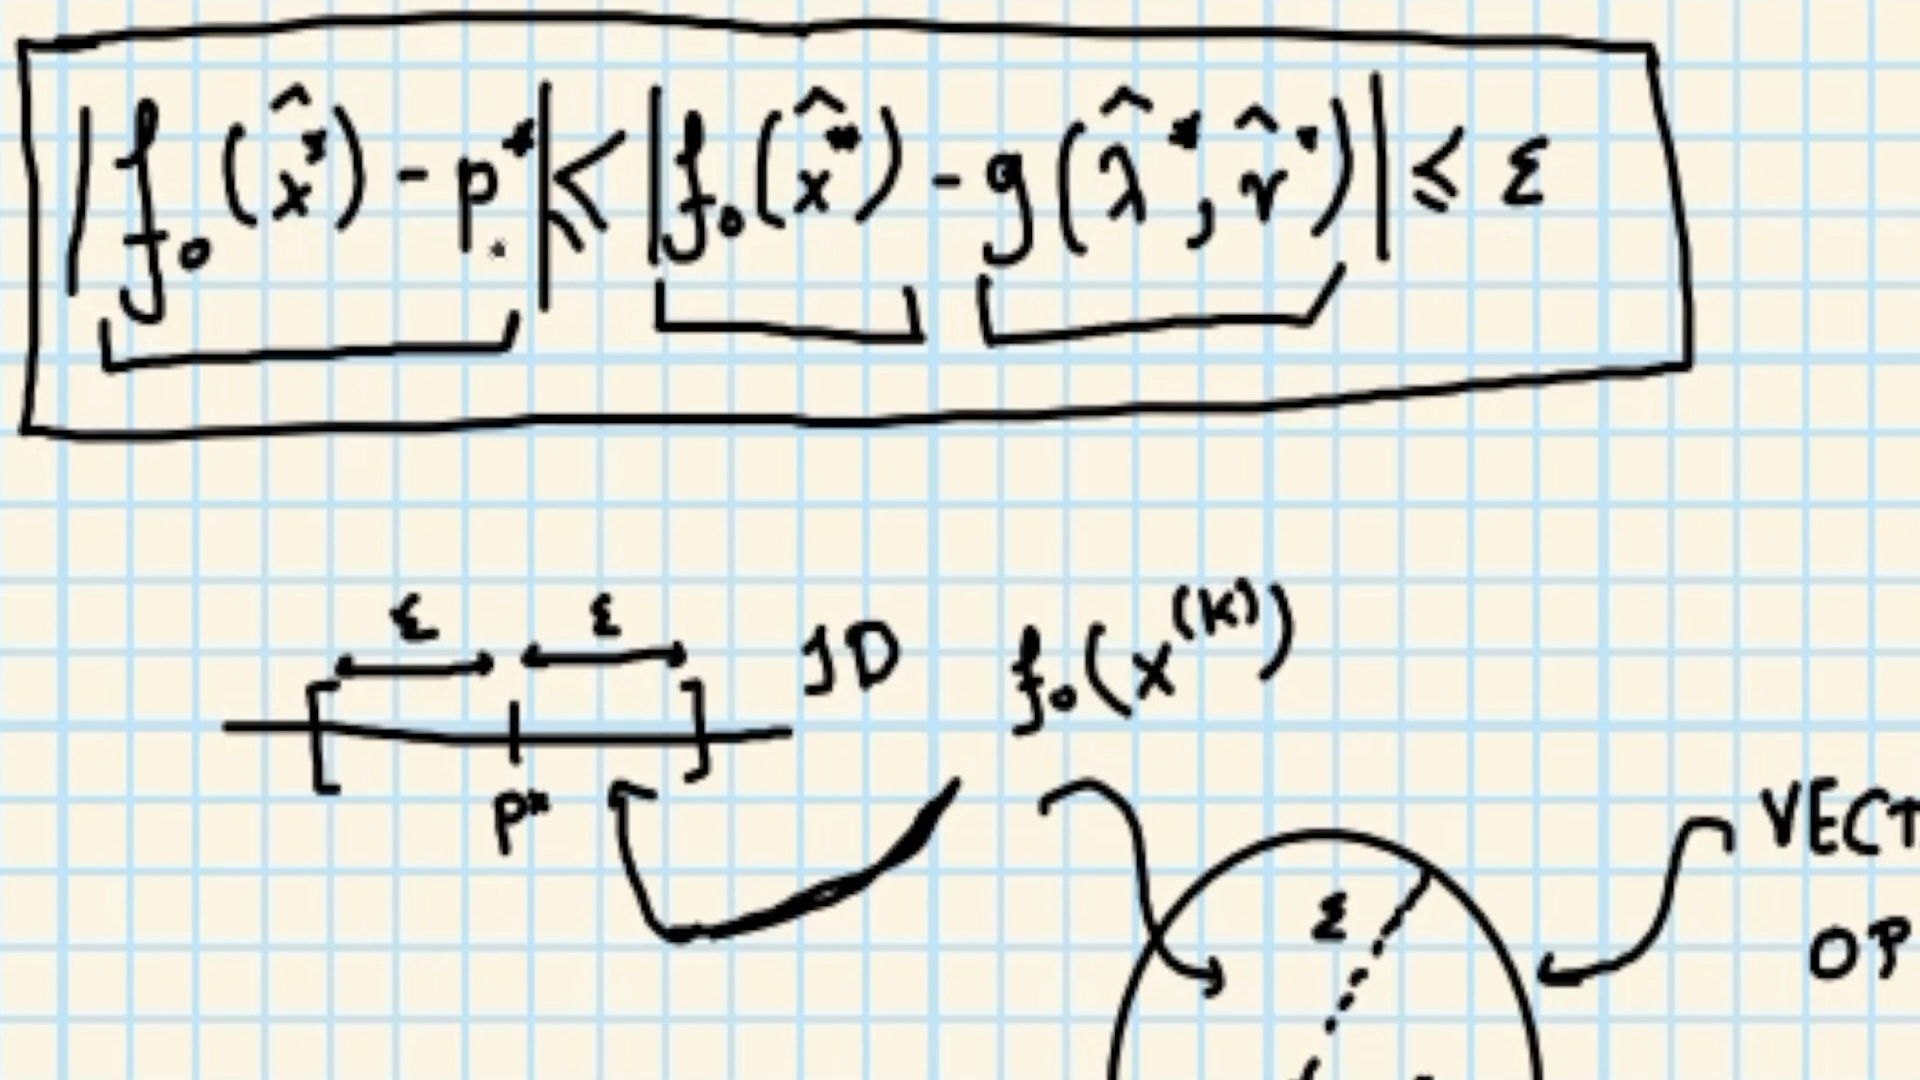 |f₀(x̂*) - p*| ≤ |f₀(x̂*) - g(λ̂*, ν̂*)| ≤ ε
ε ε 1D f₀(x^(k))
p*
VECT
ε
OP